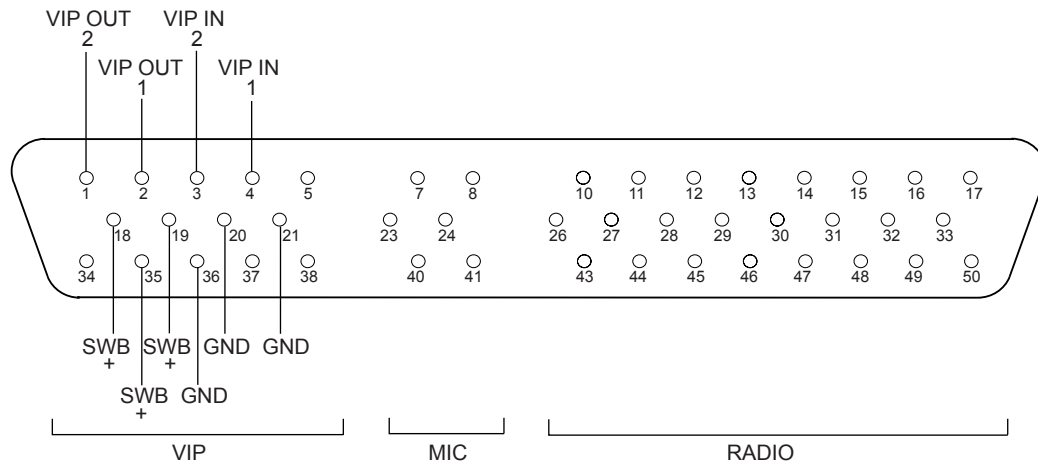 VIP OUT
2
VIP IN
2
VIP OUT
1
VIP IN
1
1 2 3 4 5 7 8 10 11 12 13 14 15 16 17
18 19 20 21 23 24 26 27 28 29 30 31 32 33
34 35 36 37 38 40 41 43 44 45 46 47 48 49 50
SWB
+
SWB
+
GND GND
SWB
+
GND
VIP MIC RADIO